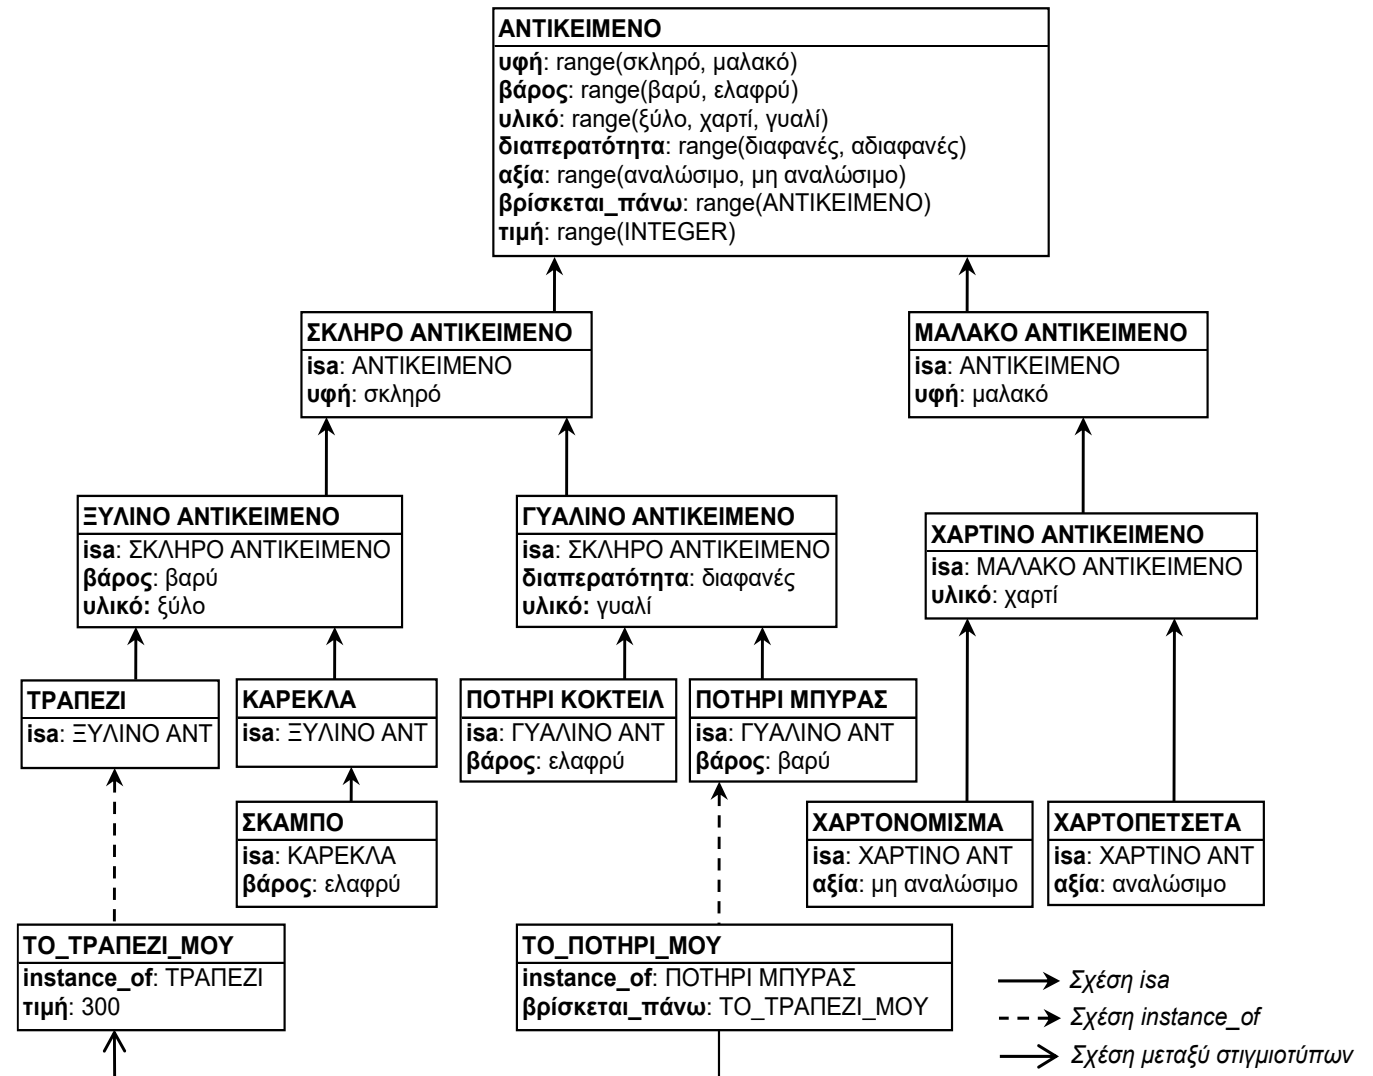 ΑΝΤΙΚΕΙΜΕΝΟ
υφή: range(σκληρό, μαλακό)
βάρος: range(βαρύ, ελαφρύ)
υλικό: range(ξύλο, χαρτί, γυαλί)
διαπερατότητα: range(διαφανές, αδιαφανές)
αξία: range(αναλώσιμο, μη αναλώσιμο)
βρίσκεται_πάνω: range(ΑΝΤΙΚΕΙΜΕΝΟ)
τιμή: range(INTEGER)
ΣΚΛΗΡΟ ΑΝΤΙΚΕΙΜΕΝΟ
isa: ΑΝΤΙΚΕΙΜΕΝΟ
υφή: σκληρό
ΜΑΛΑΚΟ ΑΝΤΙΚΕΙΜΕΝΟ
isa: ΑΝΤΙΚΕΙΜΕΝΟ
υφή: μαλακό
ΞΥΛΙΝΟ ΑΝΤΙΚΕΙΜΕΝΟ
isa: ΣΚΛΗΡΟ ΑΝΤΙΚΕΙΜΕΝΟ
βάρος: βαρύ
υλικό: ξύλο
ΓΥΑΛΙΝΟ ΑΝΤΙΚΕΙΜΕΝΟ
isa: ΣΚΛΗΡΟ ΑΝΤΙΚΕΙΜΕΝΟ
διαπερατότητα: διαφανές
υλικό: γυαλί
ΧΑΡΤΙΝΟ ΑΝΤΙΚΕΙΜΕΝΟ
isa: ΜΑΛΑΚΟ ΑΝΤΙΚΕΙΜΕΝΟ
υλικό: χαρτί
ΤΡΑΠΕΖΙ
isa: ΞΥΛΙΝΟ ΑΝΤ
ΚΑΡΕΚΛΑ
isa: ΞΥΛΙΝΟ ΑΝΤ
ΠΟΤΗΡΙ ΚΟΚΤΕΙΛ
isa: ΓΥΑΛΙΝΟ ΑΝΤ
βάρος: ελαφρύ
ΠΟΤΗΡΙ ΜΠΥΡΑΣ
isa: ΓΥΑΛΙΝΟ ΑΝΤ
βάρος: βαρύ
ΣΚΑΜΠΟ
isa: ΚΑΡΕΚΛΑ
βάρος: ελαφρύ
ΧΑΡΤΟΝΟΜΙΣΜΑ
isa: ΧΑΡΤΙΝΟ ΑΝΤ
αξία: μη αναλώσιμο
ΧΑΡΤΟΠΕΤΣΕΤΑ
isa: ΧΑΡΤΙΝΟ ΑΝΤ
αξία: αναλώσιμο
ΤΟ_ΤΡΑΠΕΖΙ_ΜΟΥ
instance_of: ΤΡΑΠΕΖΙ
τιμή: 300
ΤΟ_ΠΟΤΗΡΙ_ΜΟΥ
instance_of: ΠΟΤΗΡΙ ΜΠΥΡΑΣ
βρίσκεται_πάνω: ΤΟ_ΤΡΑΠΕΖΙ_ΜΟΥ
Σχέση isa
Σχέση instance_of
Σχέση μεταξύ στιγμιοτύπων